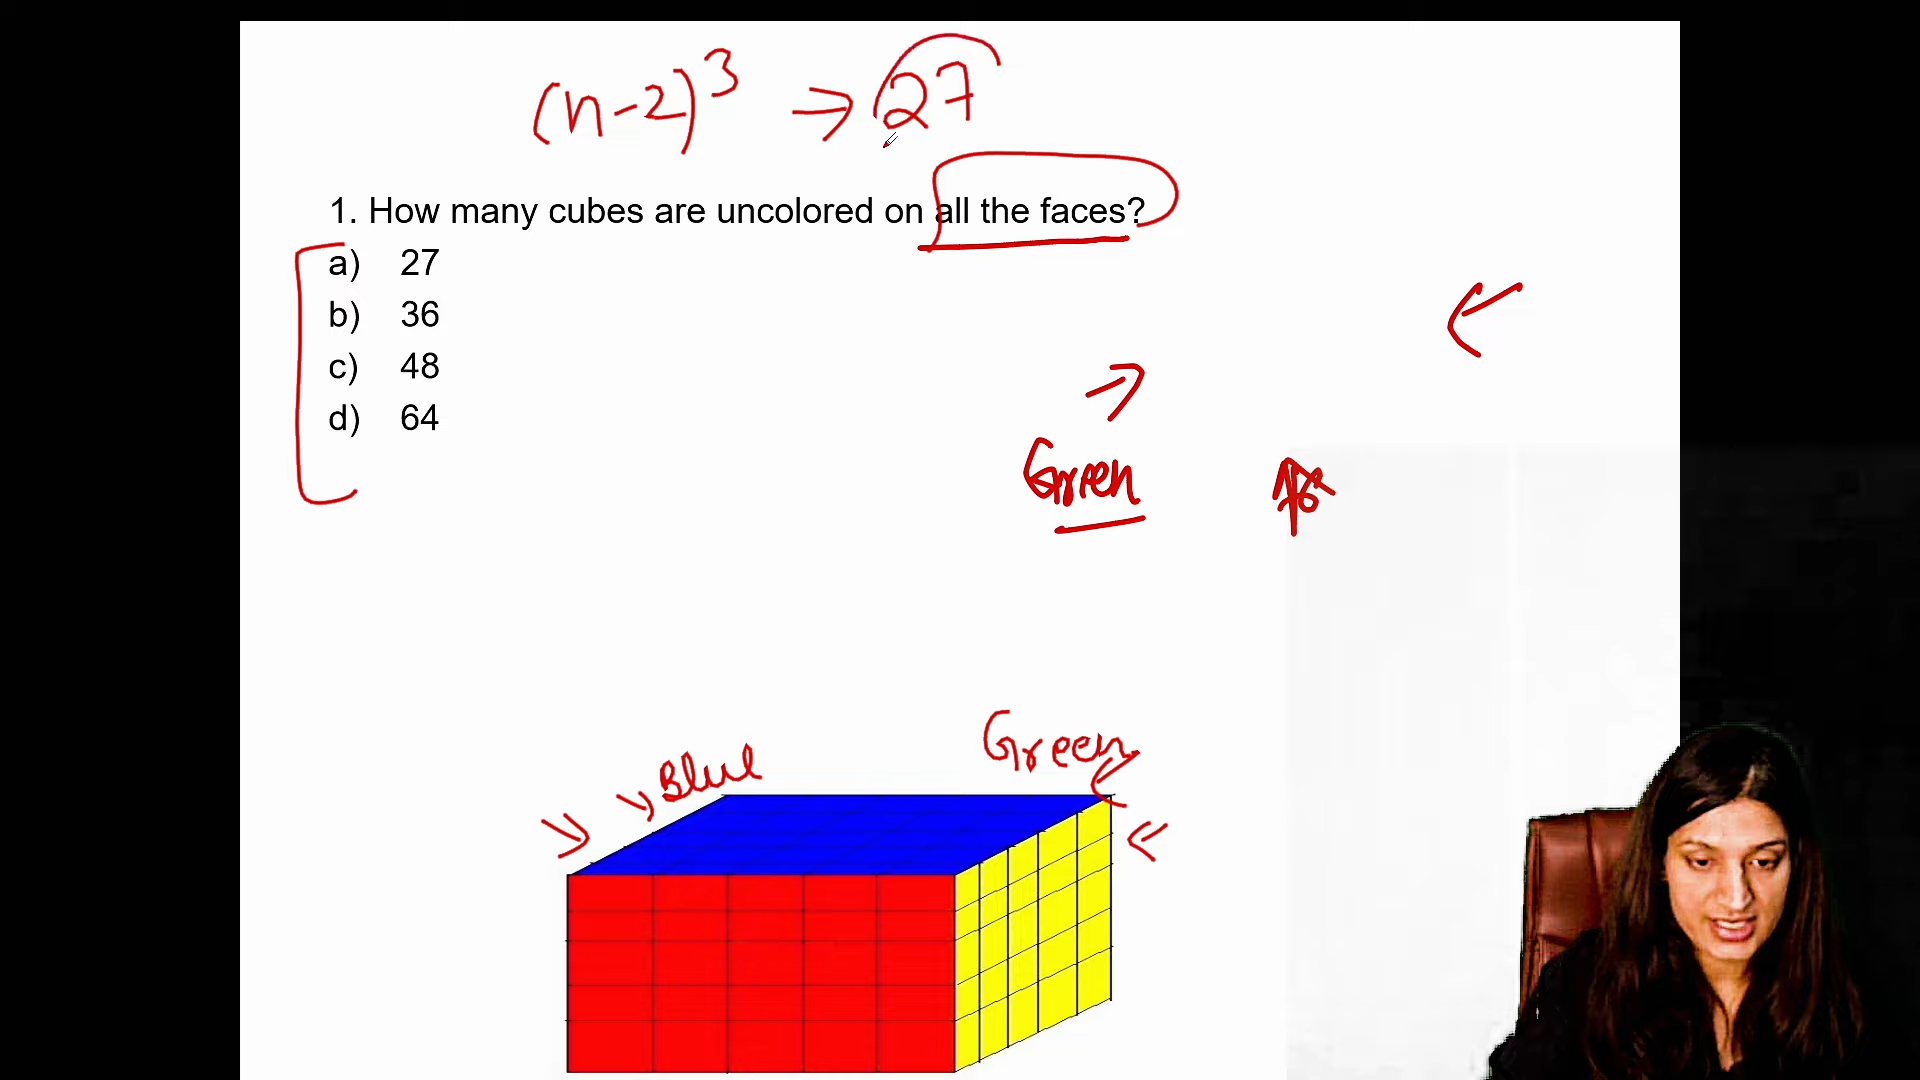 (n-2)³ → 27
1. How many cubes are uncolored on all the faces?
a) 27
b) 36
c) 48
d) 64
Green
Green
Blue